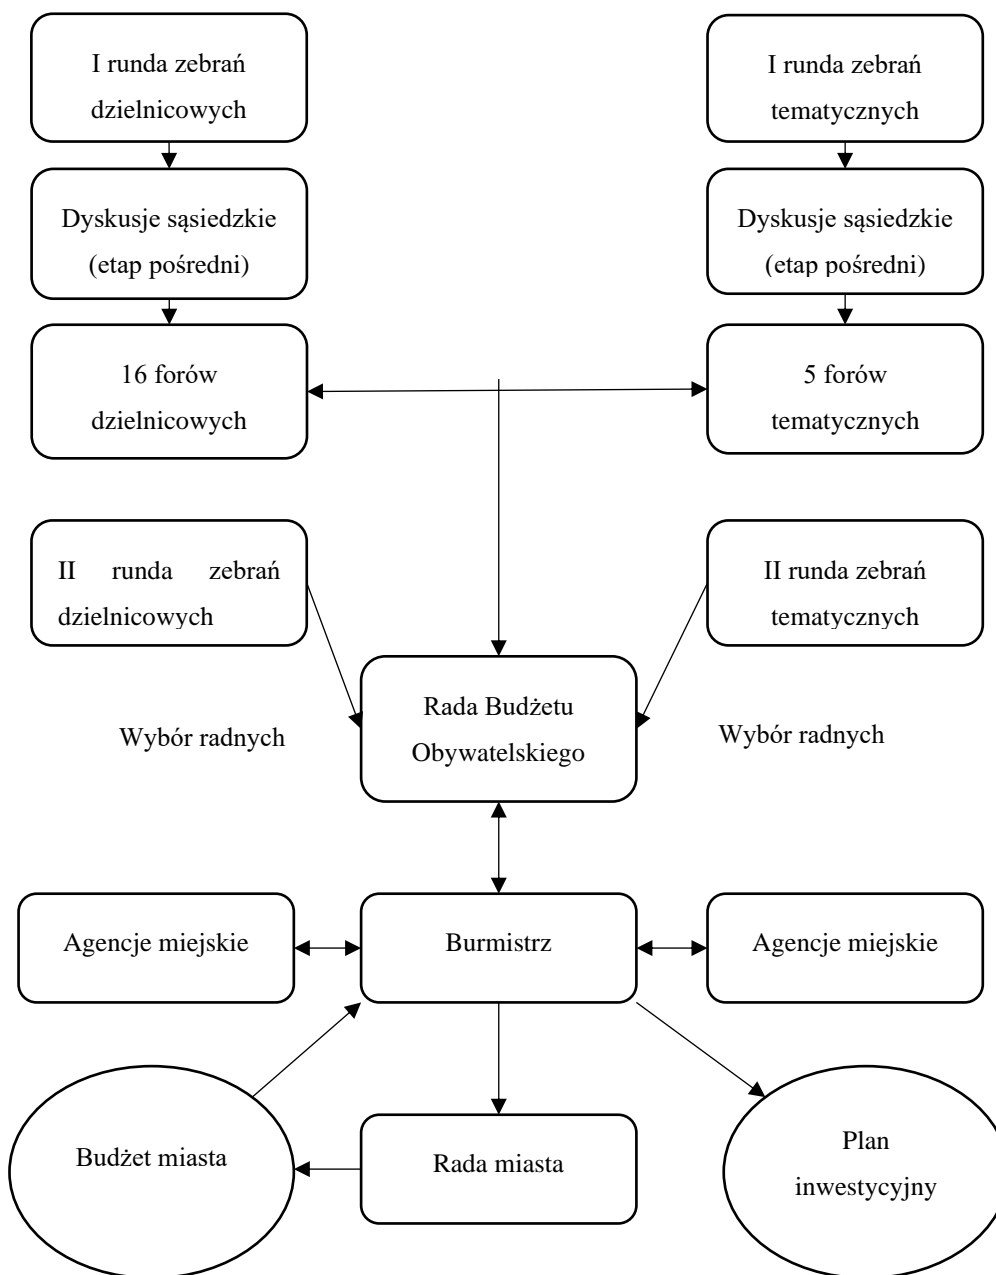 I runda zebrań
dzielnicowych
I runda zebrań
tematycznych
Dyskusje sąsiedzkie
(etap pośredni)
Dyskusje sąsiedzkie
(etap pośredni)
16 forów
dzielnicowych
5 forów
tematycznych
II runda zebrań
dzielnicowych
II runda zebrań
tematycznych
Rada Budżetu
Obywatelskiego
Wybór radnych
Wybór radnych
Agencje miejskie
Burmistrz
Agencje miejskie
Budżet miasta
Rada miasta
Plan
inwestycyjny